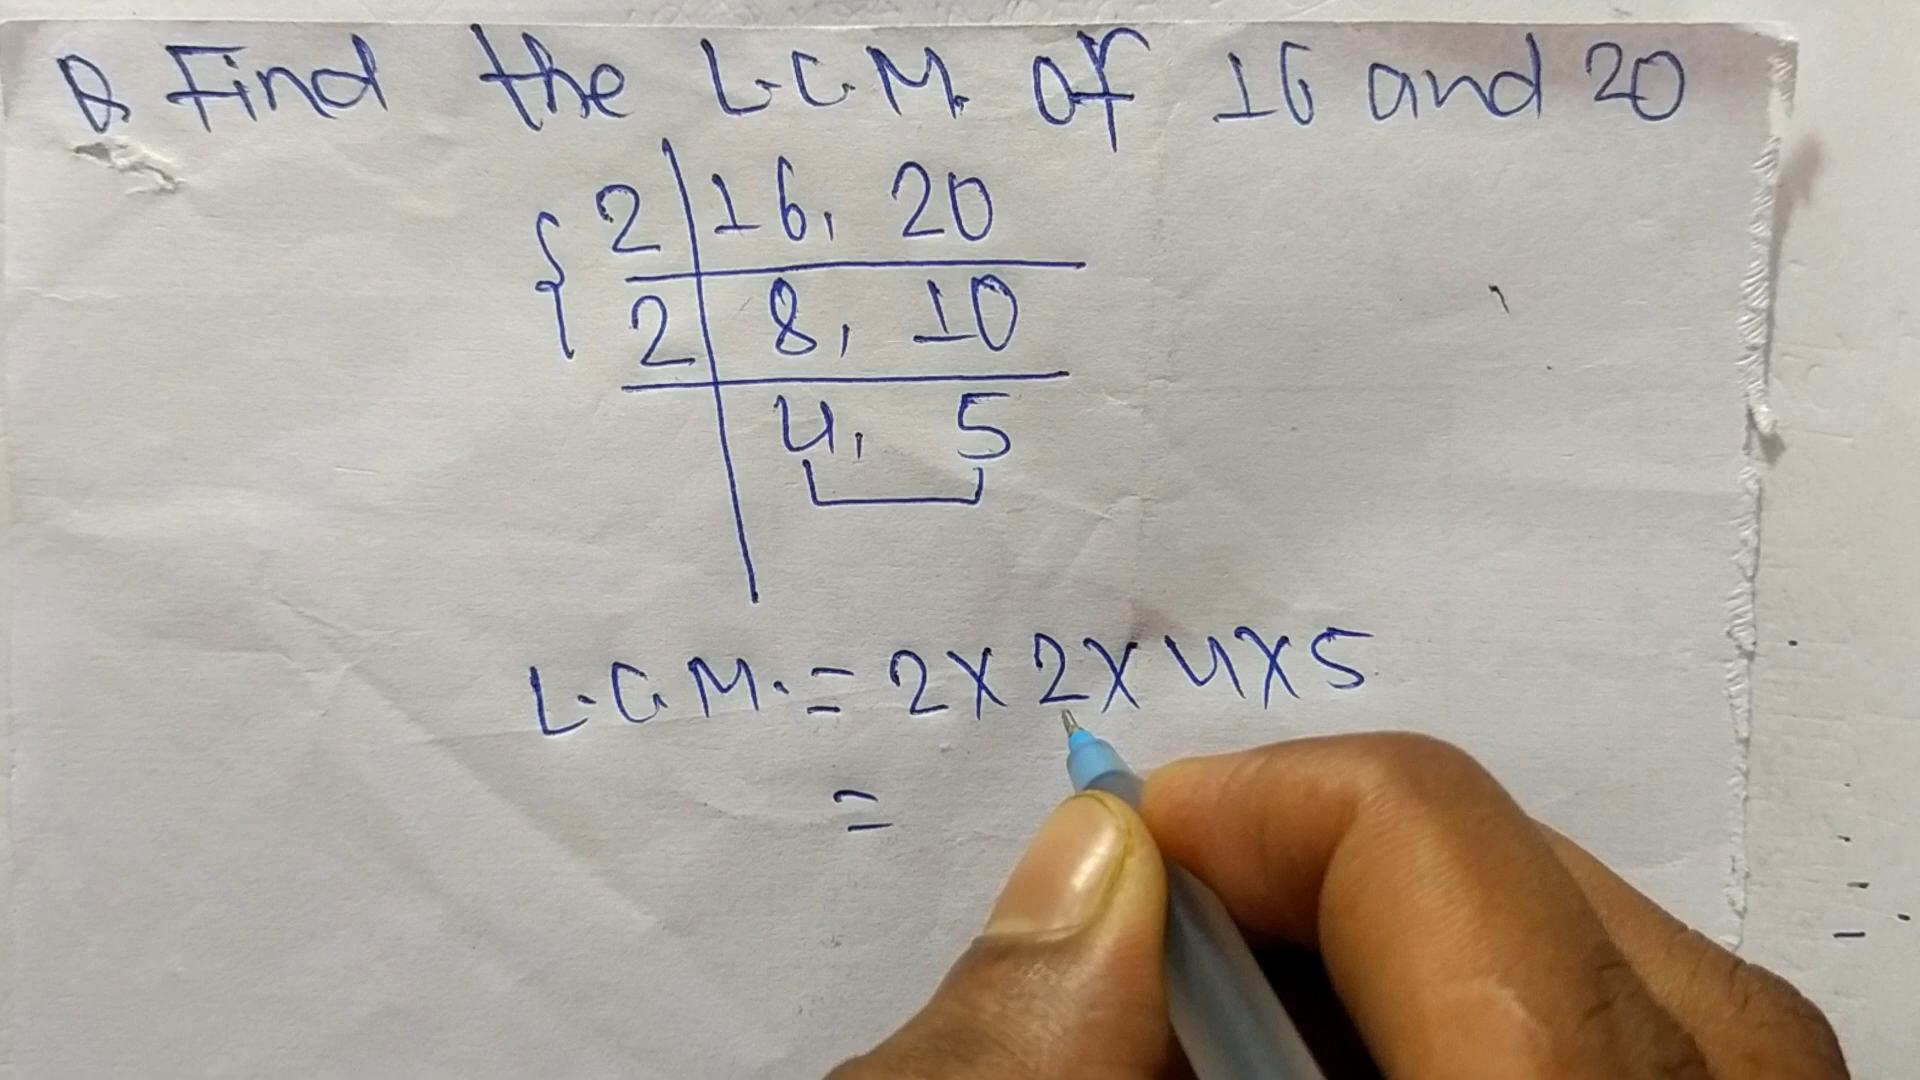 Q. Find the L.C.M. of 16 and 20
2 | 16, 20
2 | 8, 10
4, 5
L.C.M. = 2 X 2 X 4 X 5
=